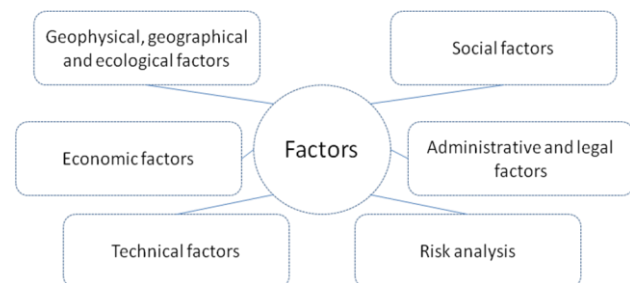 Geophysical, geographical
and ecological factors
Social factors
Factors
Economic factors
Administrative and legal
factors
Technical factors
Risk analysis